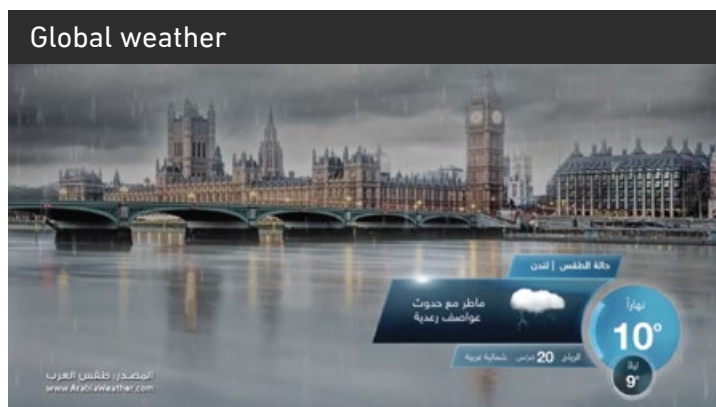 Global weather
حالة الطقس | لندن
ماطر مع حدوث
عواصف رعدية
نهاراً
10°
الرياح 20 كم/س شمالية غربية
ليلاً
9°
المصدر: طقس العرب
www.ArabiaWeather.com